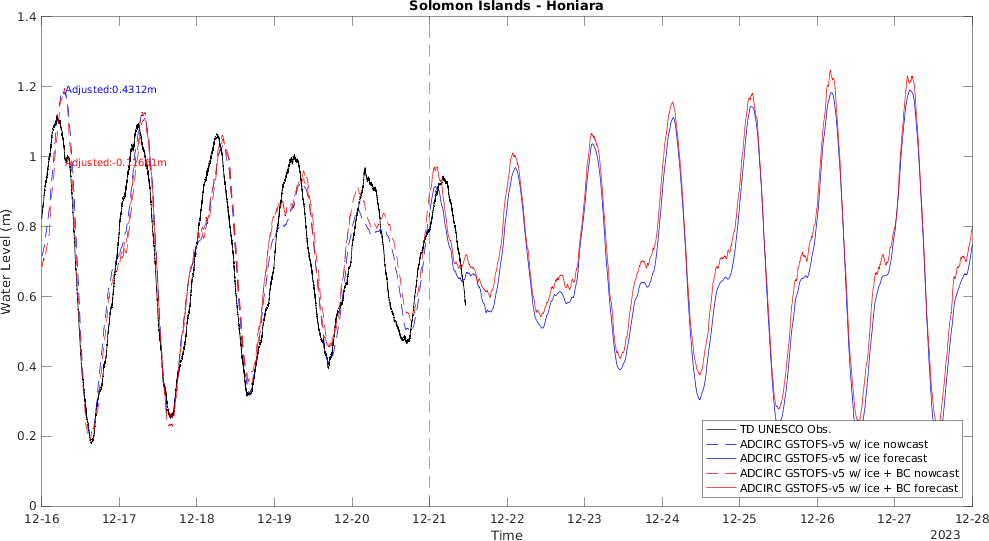 Solomon Islands - Honiara
1.4
1.2
1
0.8
0.6
0.4
0.2
0
Water Level (m)
Adjusted:0.4312m
TD UNESCO Obs.
ADCIRC GSTOFS-v5 w/ ice nowcast
ADCIRC GSTOFS-v5 w/ ice forecast
ADCIRC GSTOFS-v5 w/ ice + BC nowcast
ADCIRC GSTOFS-v5 w/ ice + BC forecast
12-16 12-17 12-18 12-19 12-20 12-21 12-22 12-23 12-24 12-25 12-26 12-27 12-28
Time
2023